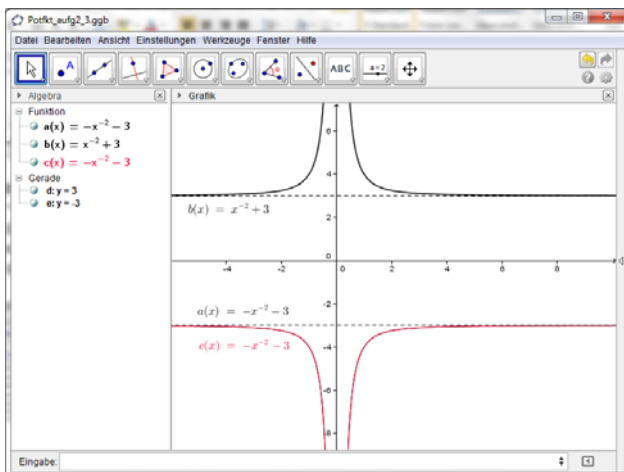 Potfkt_aufg2_3.ggb
Datei Bearbeiten Ansicht Einstellungen Werkzeuge Fenster Hilfe
A ABC a=2
Algebra
Grafik
Funktion
a(x) = −x⁻² − 3
b(x) = x⁻² + 3
c(x) = −x⁻² − 3
Gerade
d: y = 3
e: y = -3
6
4
b(x) = x⁻² + 3
2
0
-4 -2 0 2 4 6 8
-2
a(x) = −x⁻² − 3
c(x) = −x⁻² − 3
-4
-6
-8
Eingabe: